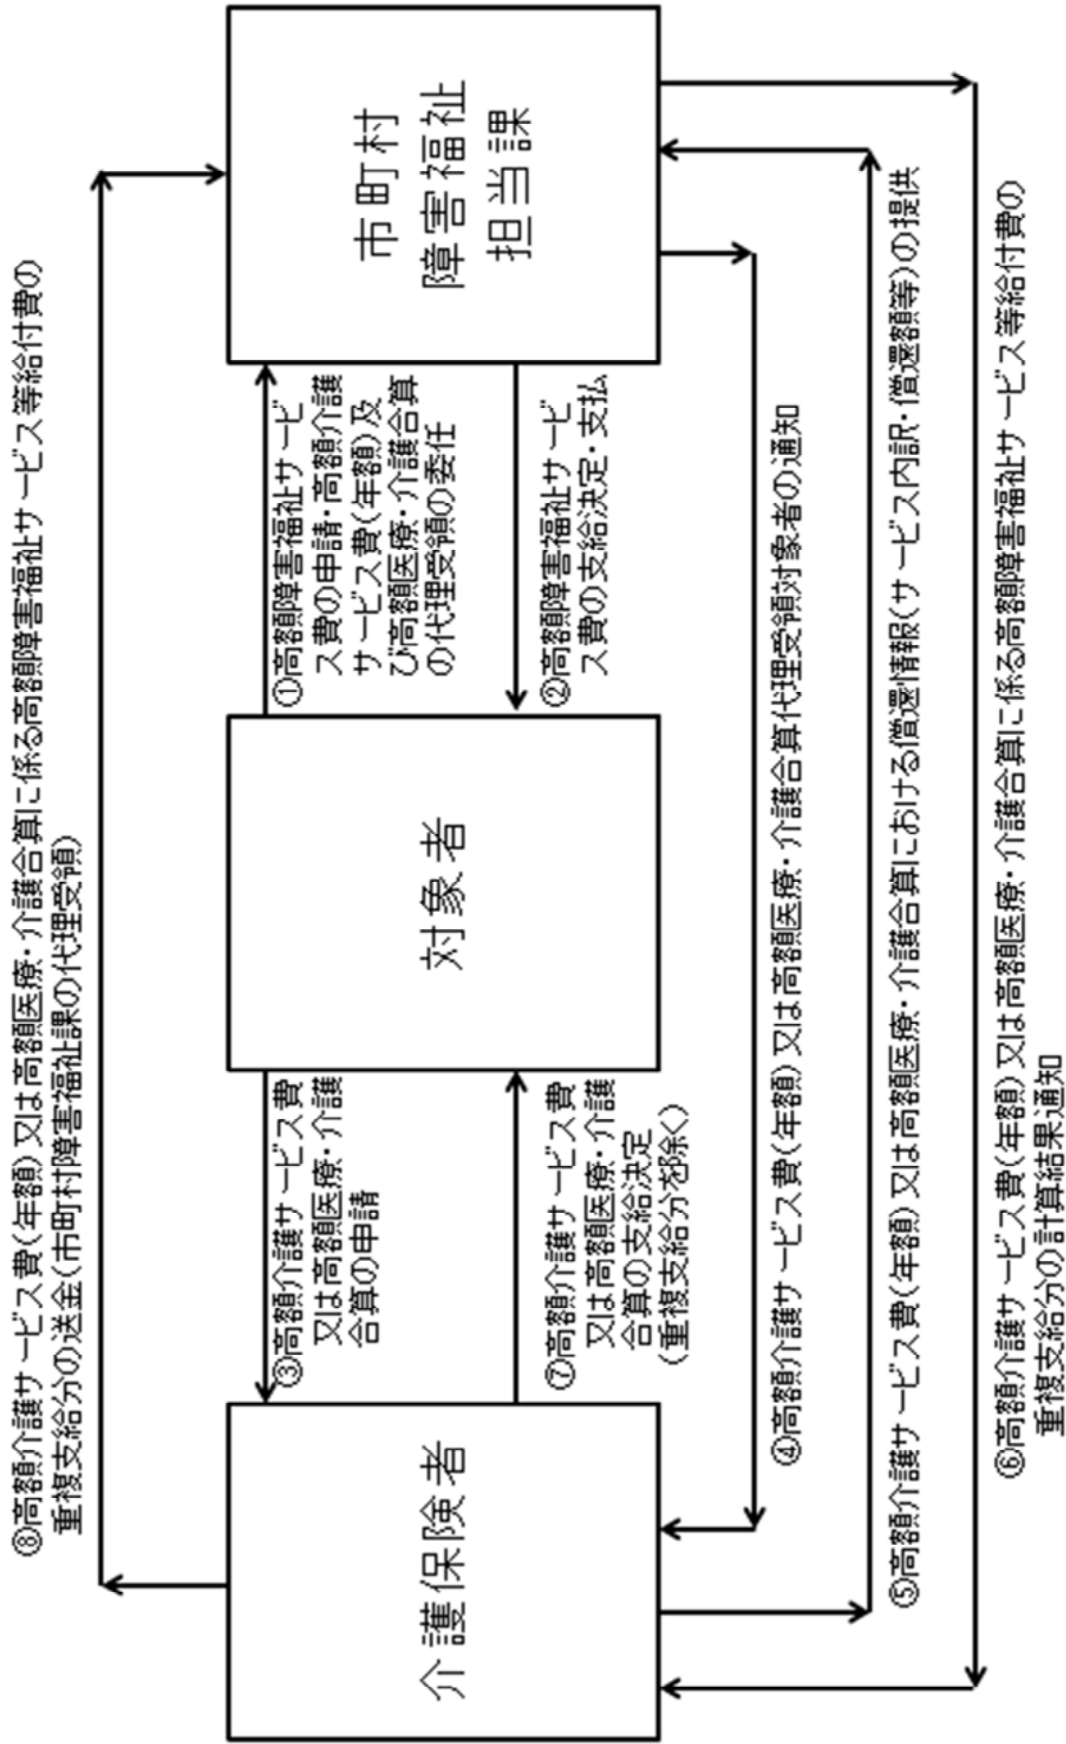 ⑧高額介護サービス費(年額)又は高額医療・介護合算に係る高額障害福祉サービス等給付費の
重複支給分の送金(市町村障害福祉課の代理受領)
介護保険者
③高額介護サービス費
又は高額医療・介護
合算の申請
⑦高額介護サービス費
又は高額医療・介護
合算の支給決定
(重複支給分を除く)
対象者
①高額障害福祉サービ
ス費の申請・高額介護
サービス費(年額)及
び高額医療・介護合算
の代理受領の委任
②高額障害福祉サービ
ス費の支給決定・支払
市町村
障害福祉
担当課
④高額介護サービス費(年額)又は高額医療・介護合算代理受領対象者の通知
⑤高額介護サービス費(年額)又は高額医療・介護合算における償還情報(サービス内訳・償還額等)の提供
⑥高額介護サービス費(年額)又は高額医療・介護合算に係る高額障害福祉サービス等給付費の
重複支給分の計算結果通知